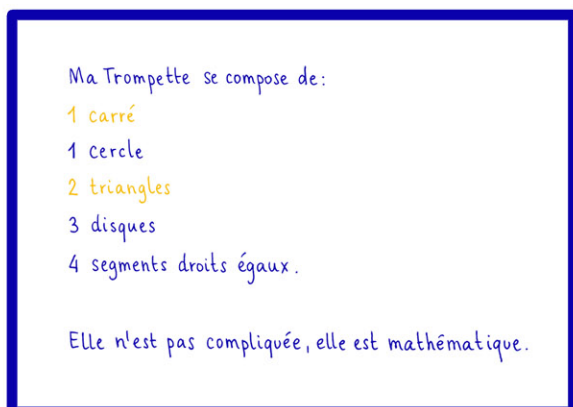 Ma Trompette se compose de:
1 carré
1 cercle
2 triangles
3 disques
4 segments droits égaux.
Elle n'est pas compliquée, elle est mathématique.